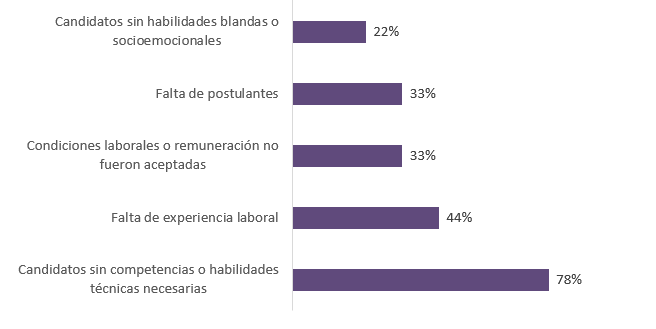 Candidatos sin habilidades blandas o
socioemocionales
22%
Falta de postulantes
33%
Condiciones laborales o remuneración no
fueron aceptadas
33%
Falta de experiencia laboral
44%
Candidatos sin competencias o habilidades
técnicas necesarias
78%